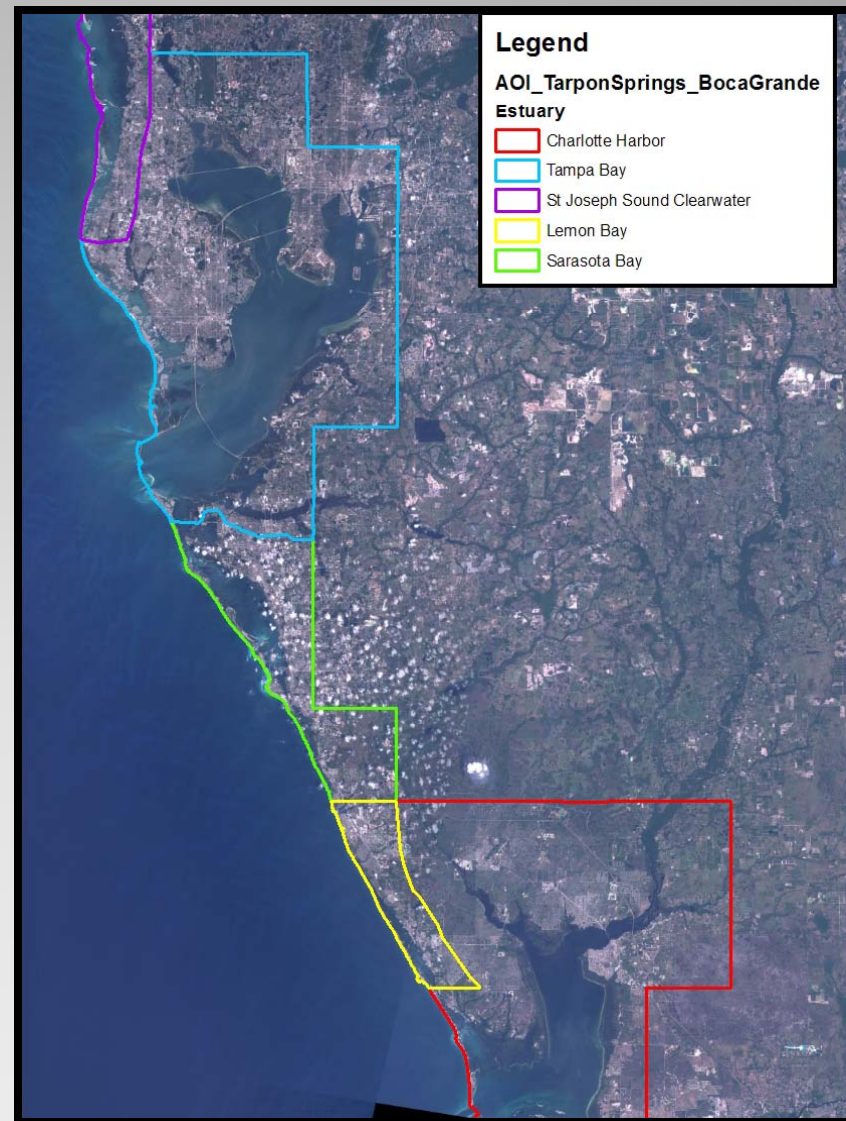 Legend
AOI_TarponSprings_BocaGrande
Estuary
Charlotte Harbor
Tampa Bay
St Joseph Sound Clearwater
Lemon Bay
Sarasota Bay